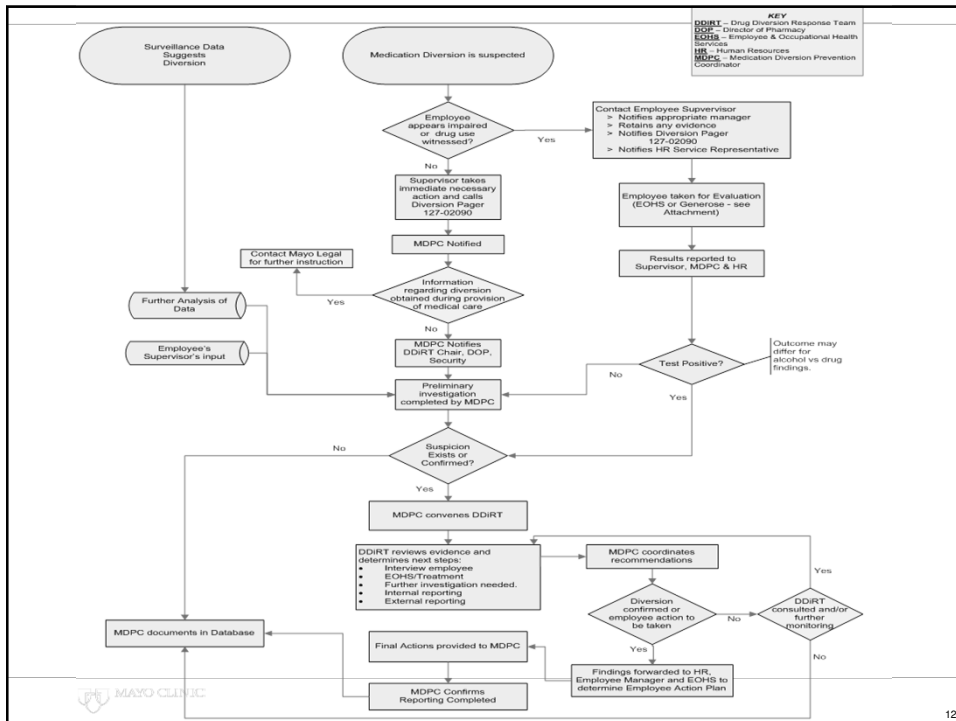 KEY
DDiRT – Drug Diversion Response Team
DOP – Director of Pharmacy
EOHS – Employee & Occupational Health
Services
HR – Human Resources
MDPC – Medication Diversion Prevention
Coordinator
Surveillance Data
Suggests
Diversion
Medication Diversion is suspected
Employee
appears impaired
or drug use
witnessed?
Yes
No
Contact Employee Supvervisor
> Notifies appropriate manager
> Retains any evidence
> Notifies Diversion Pager
127-02090
> Notifies HR Service Representative
Supervisor takes
immediate necessary
action and calls
Diversion Pager
127-02090
Employee taken for Evaluation
(EOHS or Generose - see
Attachment)
MDPC Notified
Contact Mayo Legal
for further instruction
Results reported to
Supervisor, MDPC & HR
Information
regarding diversion
obtained during provision
of medical care
Yes
No
Further Analysis of
Data
Employee's
Supervisor's input
MDPC Notifies
DDiRT Chair, DOP,
Security
Test Positive?
Outcome may
differ for
alcohol vs drug
findings.
No
Yes
Preliminary
investigation
completed by MDPC
Suspicion
Exists or
Confirmed?
No
Yes
MDPC convenes DDiRT
DDiRT reviews evidence and
determines next steps:
• Interview employee
• EOHS/Treatment
• Further investigation needed.
• Internal reporting
• External reporting
MDPC coordinates
recommendations
Yes
Diversion
confirmed or
employee action to
be taken
No
DDiRT
consulted and/or
further
monitoring
Yes
No
MDPC documents in Database
Final Actions provided to MDPC
Findings forwarded to HR,
Employee Manager and EOHS to
determine Employee Action Plan
MDPC Confirms
Reporting Completed
MAYO CLINIC
12